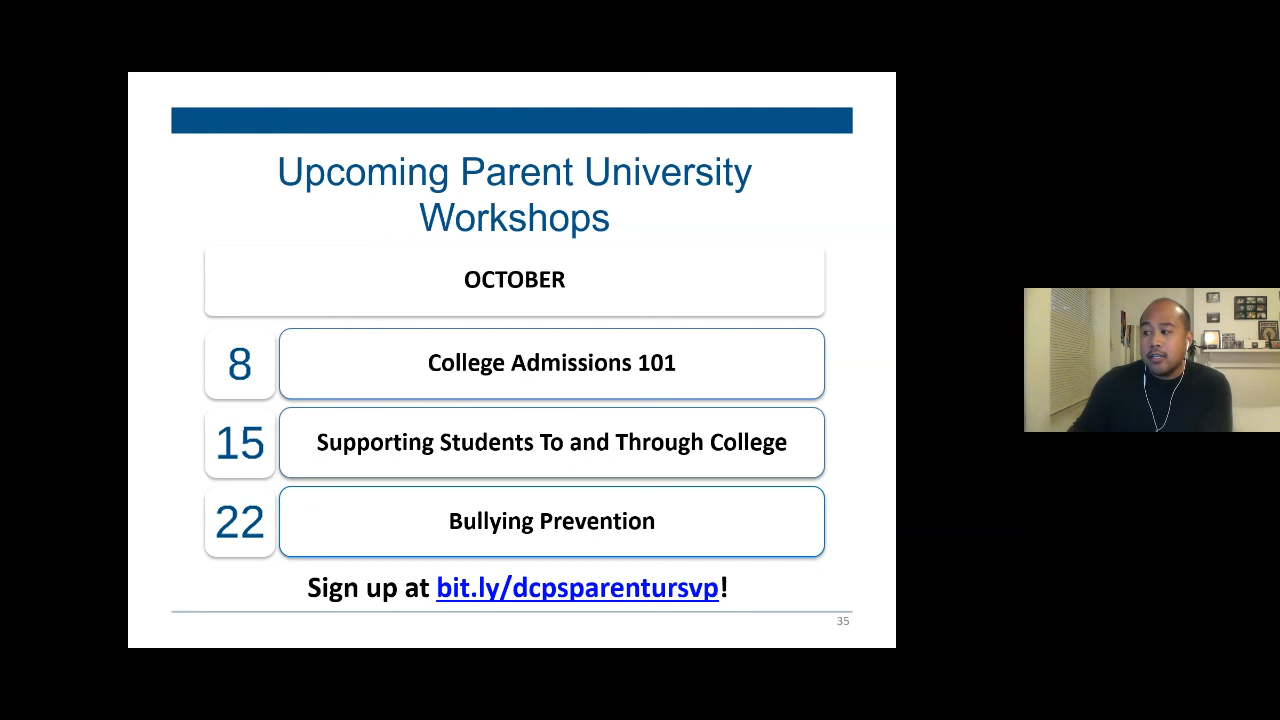 Upcoming Parent University
Workshops
OCTOBER
8
College Admissions 101
15
Supporting Students To and Through College
22
Bullying Prevention
Sign up at bit.ly/dcpsparentursvp!
35